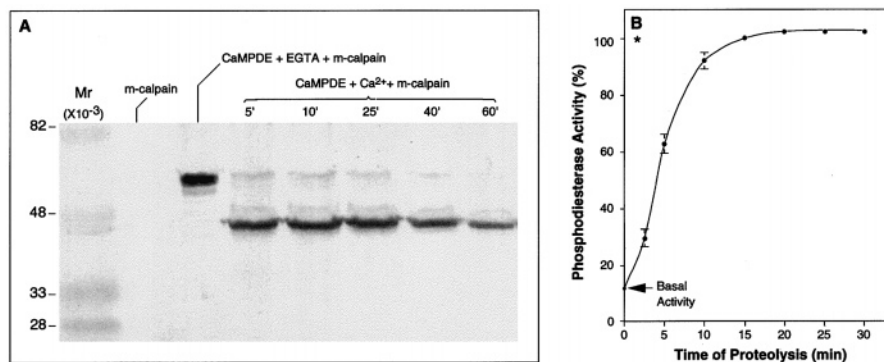 A
CaMPDE + EGTA + m-calpain
Mr
(X10-3)
m-calpain
CaMPDE + Ca2++ m-calpain
5' 10' 25' 40' 60'
82
48
33
28
B
*
Phosphodiesterase Activity (%)
100
80
60
40
20
0
Basal
Activity
0 5 10 15 20 25 30
Time of Proteolysis (min)